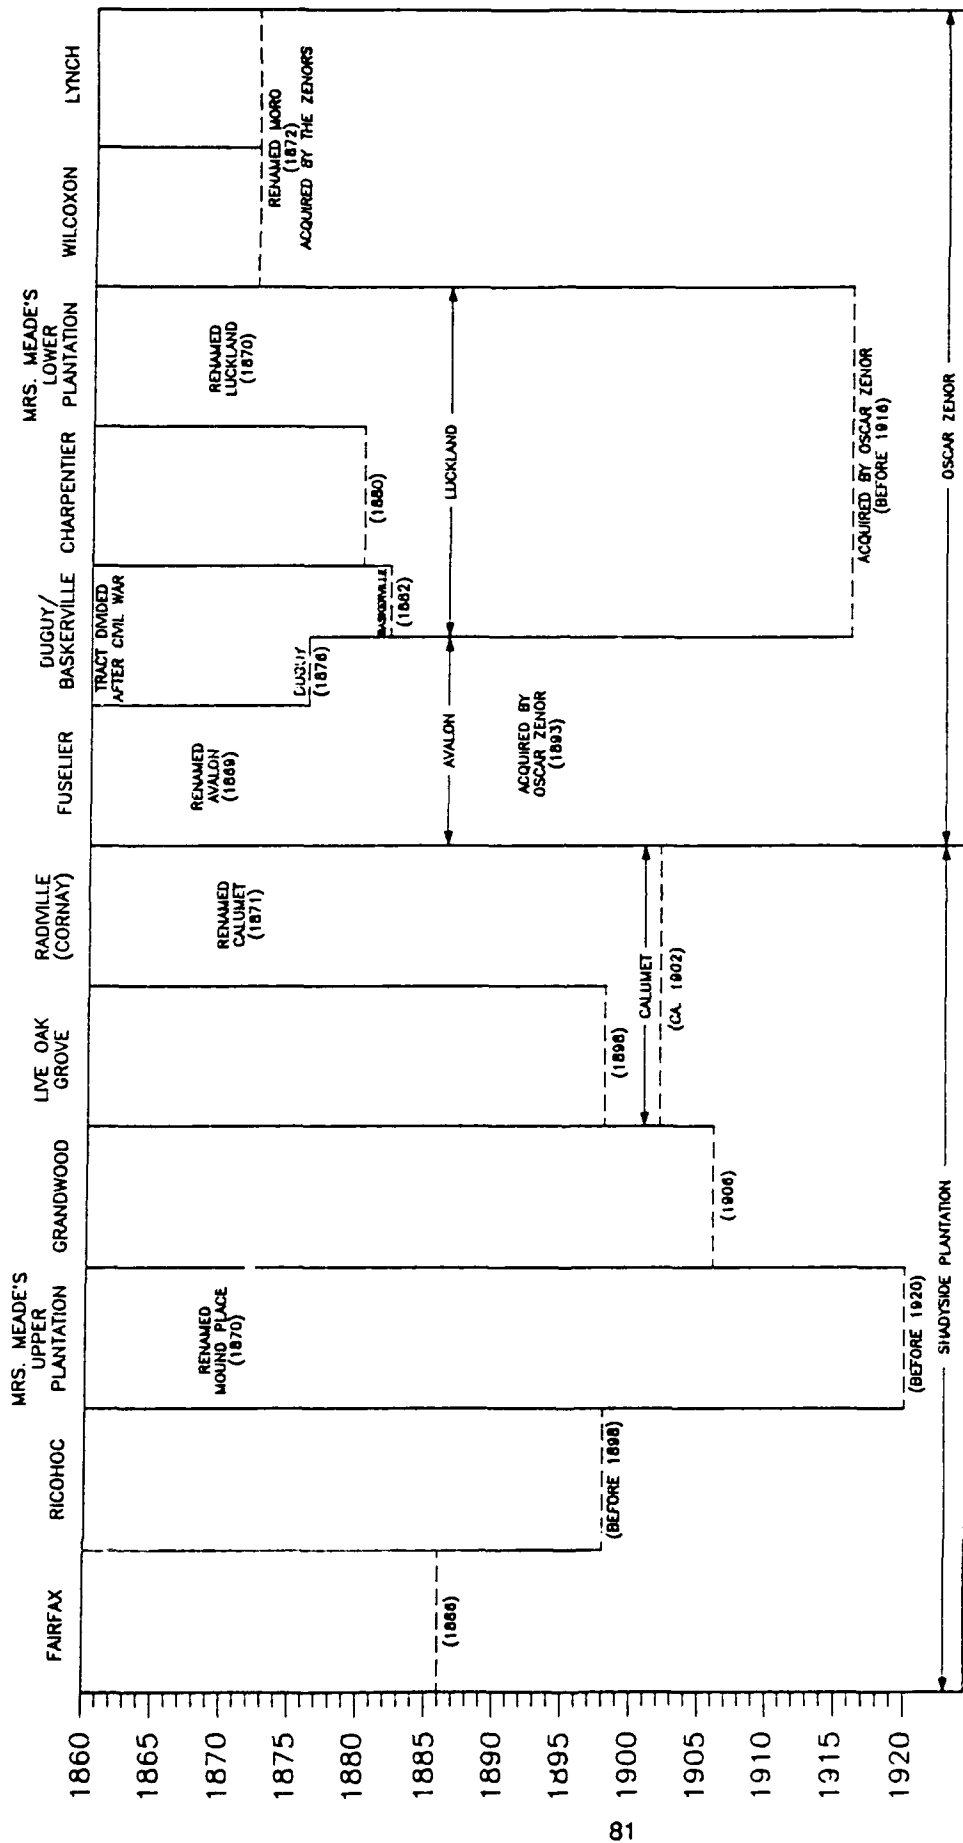 FAIRFAX
RICOHOC
MRS. MEADE'S
UPPER
PLANTATION
GRANDWOOD
LIVE OAK
GROVE
RADIVILLE
(CORNAY)
FUSELIER
DUGUY/
BASKERVILLE
CHARPENTIER
MRS. MEADE'S
LOWER
PLANTATION
WILCOXON
LYNCH
1860
1865
1870
1875
1880
1885
1890
1895
1900
1905
1910
1915
1920
(1886)
(BEFORE 1898)
RENAMED
MOUND PLACE
(1870)
(BEFORE 1920)
(1906)
(1898)
RENAMED
CALUMET
(1871)
CALUMET
(CA. 1902)
RENAMED
AVALON
(1869)
AVALON
ACQUIRED BY
OSCAR ZENOR
(1893)
TRACT DIVIDED
AFTER CIVIL WAR
DUGUY
(1876)
BASKERVILLE
(1882)
(1880)
RENAMED
LUCKLAND
(1870)
LUCKLAND
ACQUIRED BY OSCAR ZENOR
(BEFORE 1916)
RENAMED MORO
(1872)
ACQUIRED BY THE ZENORS
SHADYSIDE PLANTATION
OSCAR ZENOR
81